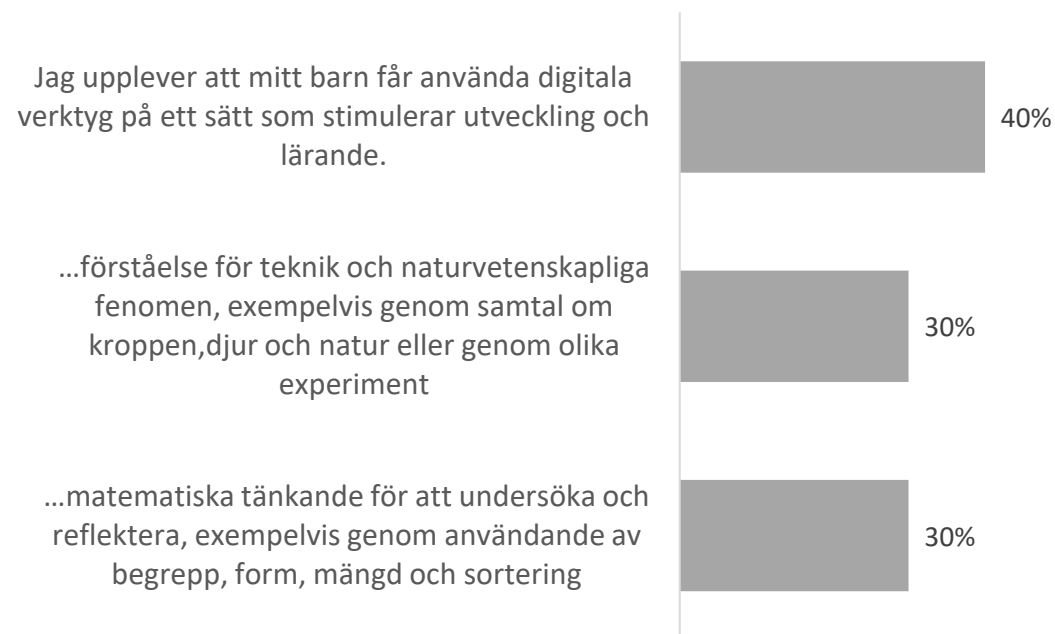 Jag upplever att mitt barn får använda digitala
verktyg på ett sätt som stimulerar utveckling och
lärande.
40%
…förståelse för teknik och naturvetenskapliga
fenomen, exempelvis genom samtal om
kroppen,djur och natur eller genom olika
experiment
30%
…matematiska tänkande för att undersöka och
reflektera, exempelvis genom användande av
begrepp, form, mängd och sortering
30%